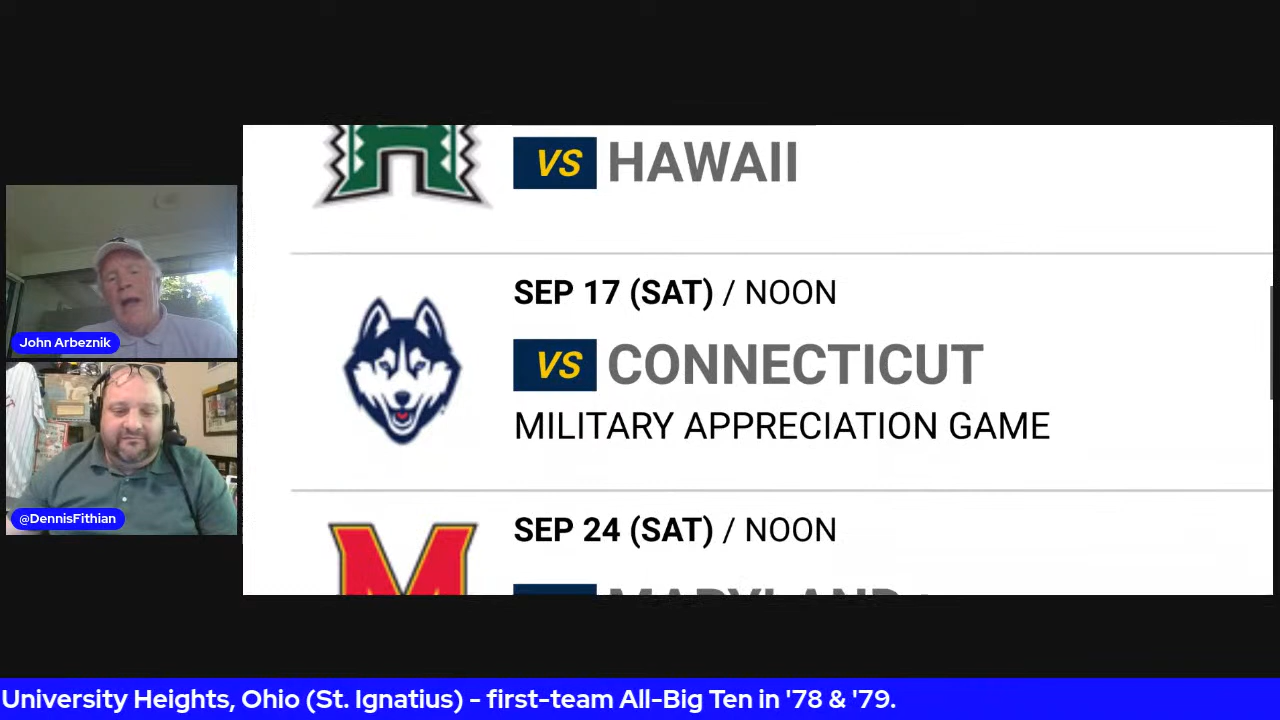 VS HAWAII
SEP 17 (SAT) / NOON
VS CONNECTICUT
MILITARY APPRECIATION GAME
SEP 24 (SAT) / NOON
MARYLAND
John Arbeznik
@DennisFithian
University Heights, Ohio (St. Ignatius) - first-team All-Big Ten in '78 & '79.